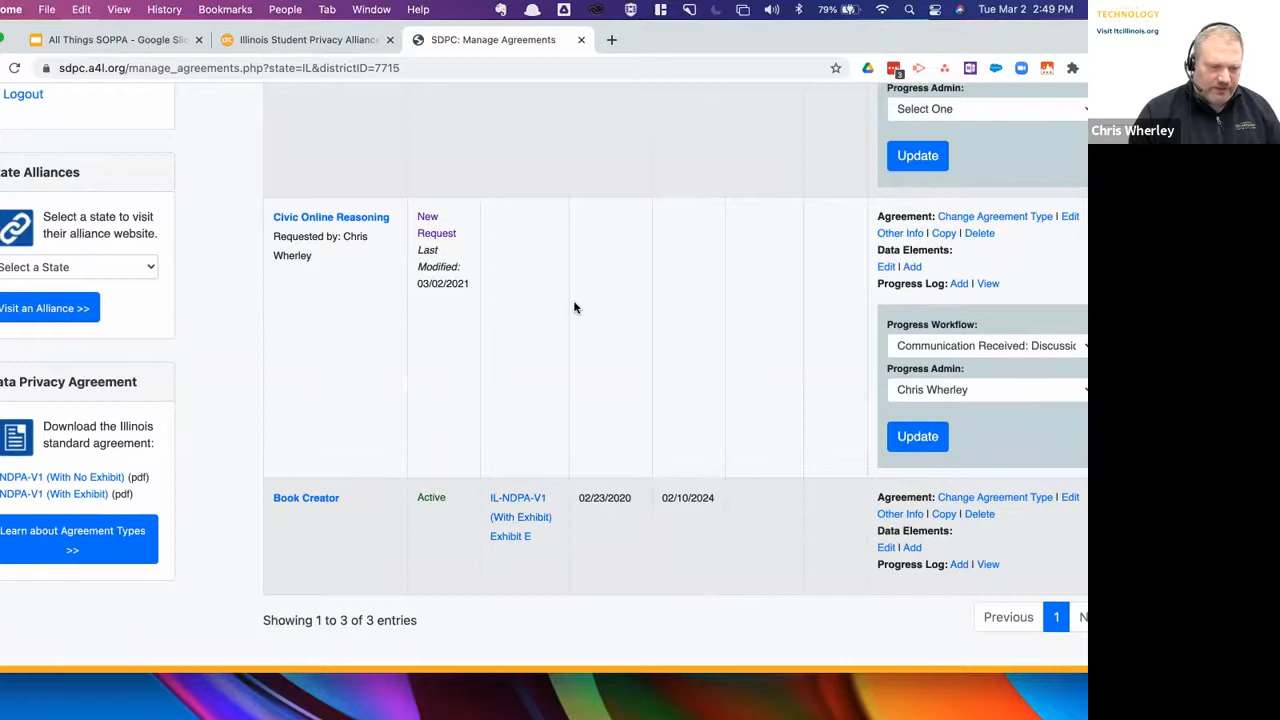 History
Bookmarks
People
Tab
Window
Help
79%
Tue Mar 2 2:49 PM
All Things SOPPA - Google Slic
Illinois Student Privacy Alliance
SDPC: Manage Agreements
sdpc.a4l.org/manage_agreements.php?state=IL&districtID=7715
3
TECHNOLOGY
Visit ltcillinois.org
Chris Wherley
Logout
ate Alliances
Select a state to visit
their alliance website.
Select a State
Visit an Alliance >>
ata Privacy Agreement
Download the Illinois
standard agreement:
NDPA-V1 (With No Exhibit) (pdf)
NDPA-V1 (With Exhibit) (pdf)
Learn about Agreement Types
>>
Progress Admin:
Select One
Update
Civic Online Reasoning
Requested by: Chris
Wherley
New
Request
Last
Modified:
03/02/2021
Agreement: Change Agreement Type | Edit
Other Info | Copy | Delete
Data Elements:
Edit | Add
Progress Log: Add | View
Progress Workflow:
Communication Received: Discussic
Progress Admin:
Chris Wherley
Update
Book Creator
Active
IL-NDPA-V1
(With Exhibit)
Exhibit E
02/23/2020
02/10/2024
Agreement: Change Agreement Type | Edit
Other Info | Copy | Delete
Data Elements:
Edit | Add
Progress Log: Add | View
Showing 1 to 3 of 3 entries
Previous
1
N